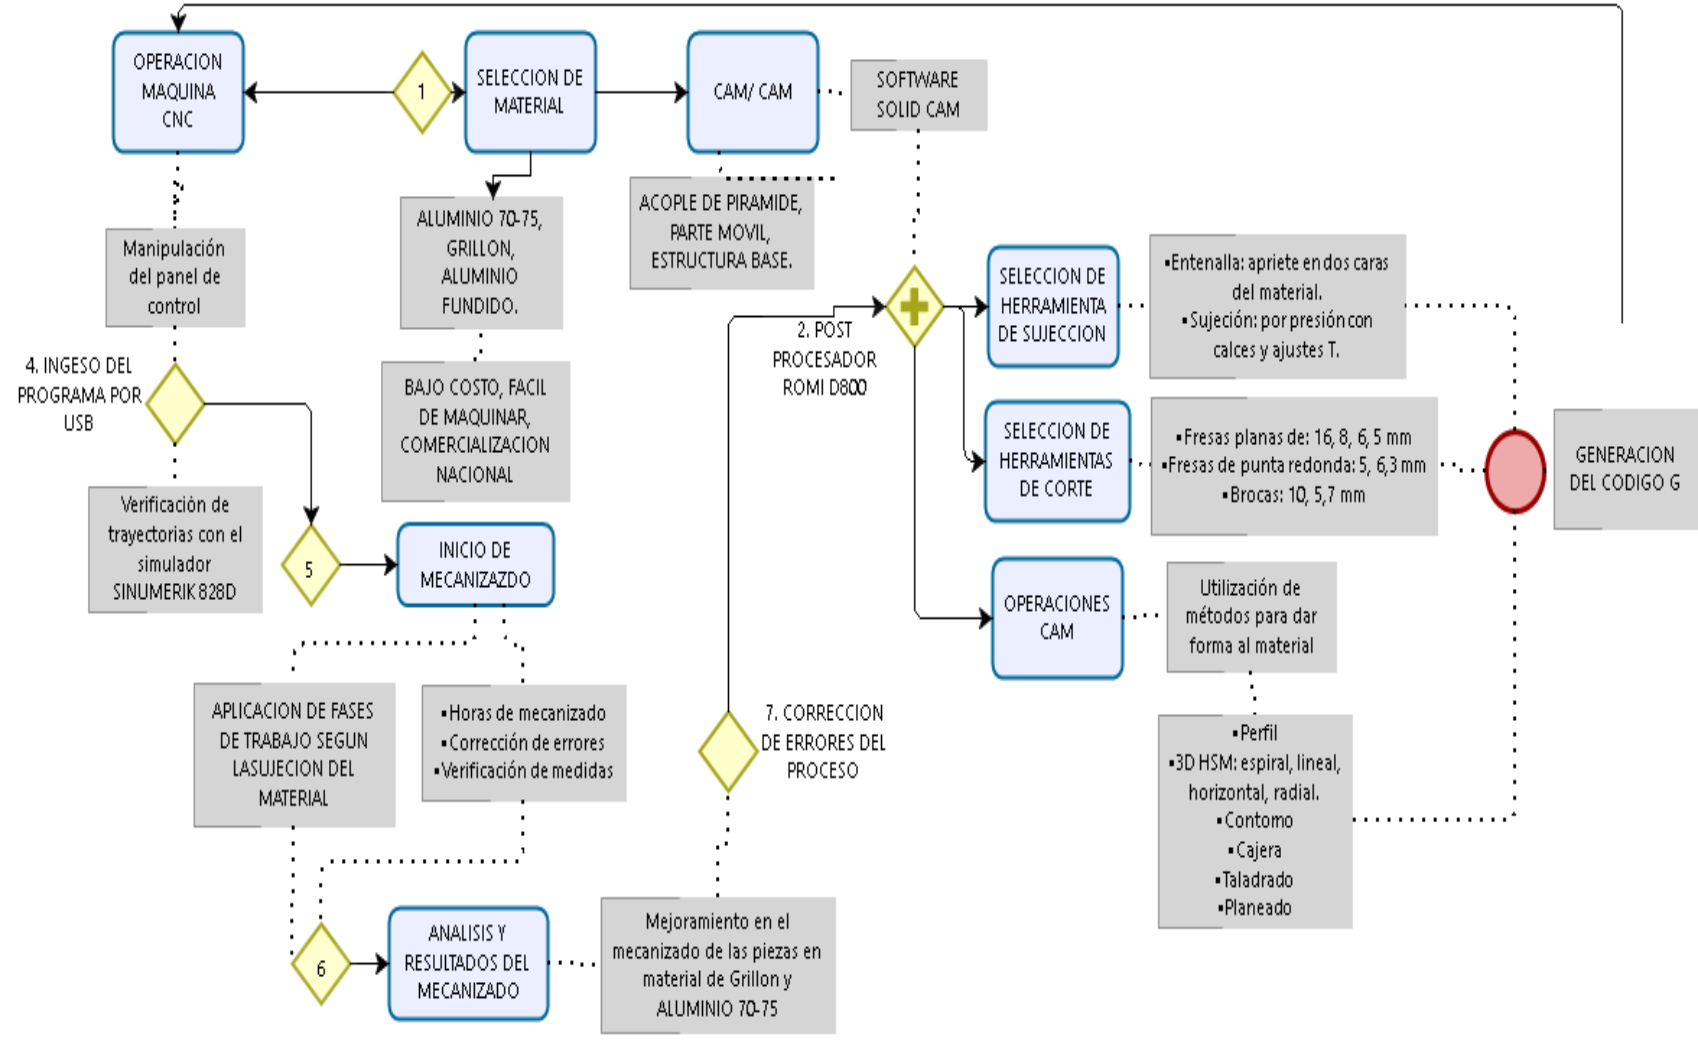 OPERACION
MAQUINA
CNC
1
SELECCION DE
MATERIAL
CAM/ CAM
SOFTWARE
SOLID CAM
ALUMINIO 70-75,
GRILLON,
ALUMINIO
FUNDIDO.
ACOPLE DE PIRAMIDE,
PARTE MOVIL,
ESTRUCTURA BASE.
Manipulación
del panel de
control
4. INGESO DEL
PROGRAMA POR
USB
BAJO COSTO, FACIL
DE MAQUINAR,
COMERCIALIZACION
NACIONAL
2. POST
PROCESADOR
ROMI D800
SELECCION DE
HERRAMIENTA
DE SUJECCION
▪Entenalla: apriete en dos caras
del material.
▪Sujeción: por presión con
calces y ajustes T.
SELECCION DE
HERRAMIENTAS
DE CORTE
▪Fresas planas de: 16, 8, 6, 5 mm
▪Fresas de punta redonda: 5, 6,3 mm
▪Brocas: 10, 5,7 mm
GENERACION
DEL CODIGO G
Verificación de
trayectorias con el
simulador
SINUMERIK 828D
5
INICIO DE
MECANIZAZDO
OPERACIONES
CAM
Utilización de
métodos para dar
forma al material
APLICACION DE FASES
DE TRABAJO SEGUN
LASUJECION DEL
MATERIAL
▪Horas de mecanizado
▪Corrección de errores
▪Verificación de medidas
7. CORRECCION
DE ERRORES DEL
PROCESO
▪Perfil
▪3D HSM: espiral, lineal,
horizontal, radial.
▪Contorno
▪Cajera
▪Taladrado
▪Planeado
6
ANALISIS Y
RESULTADOS DEL
MECANIZADO
Mejoramiento en el
mecanizado de las piezas en
material de Grillon y
ALUMINIO 70-75